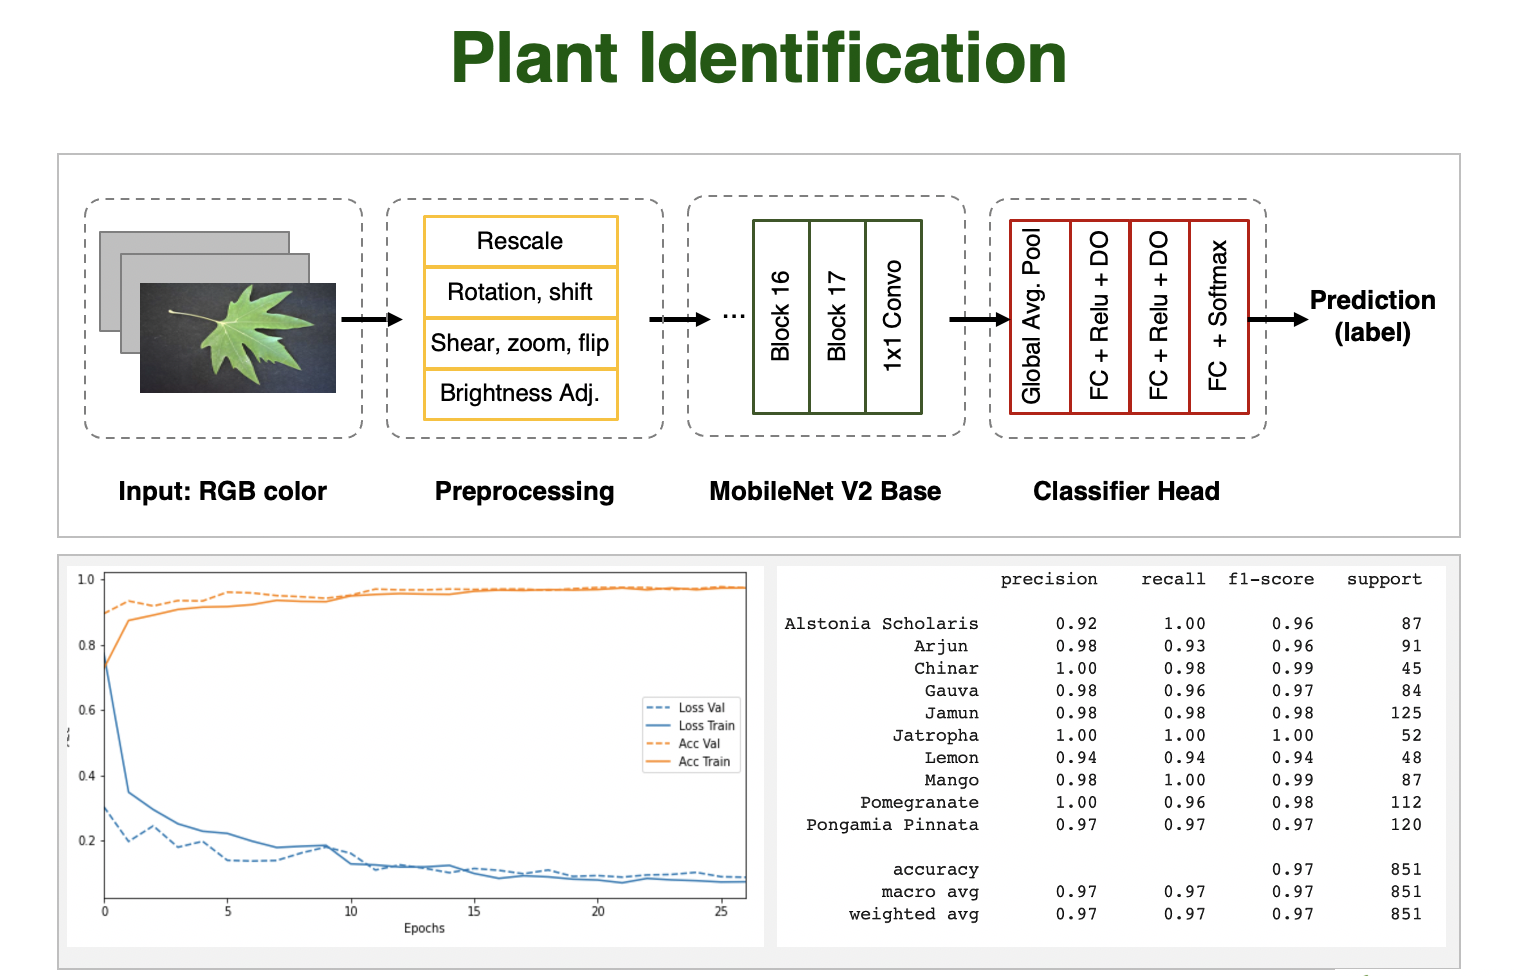 Plant Identification
Rescale
Rotation, shift
Shear, zoom, flip
Brightness Adj.
...
Block 16
Block 17
1x1 Convo
Global Avg. Pool
FC + Relu + DO
FC + Relu + DO
FC + Softmax
Prediction
(label)
Input: RGB color
Preprocessing
MobileNet V2 Base
Classifier Head
1.0
0.8
0.6
0.4
0.2
0 5 10 15 20 25
Epochs
Loss Val
Loss Train
Acc Val
Acc Train
precision recall f1-score support
Alstonia Scholaris 0.92 1.00 0.96 87
Arjun 0.98 0.93 0.96 91
Chinar 1.00 0.98 0.99 45
Gauva 0.98 0.96 0.97 84
Jamun 0.98 0.98 0.98 125
Jatropha 1.00 1.00 1.00 52
Lemon 0.94 0.94 0.94 48
Mango 0.98 1.00 0.99 87
Pomegranate 1.00 0.96 0.98 112
Pongamia Pinnata 0.97 0.97 0.97 120
accuracy 0.97 851
macro avg 0.97 0.97 0.97 851
weighted avg 0.97 0.97 0.97 851